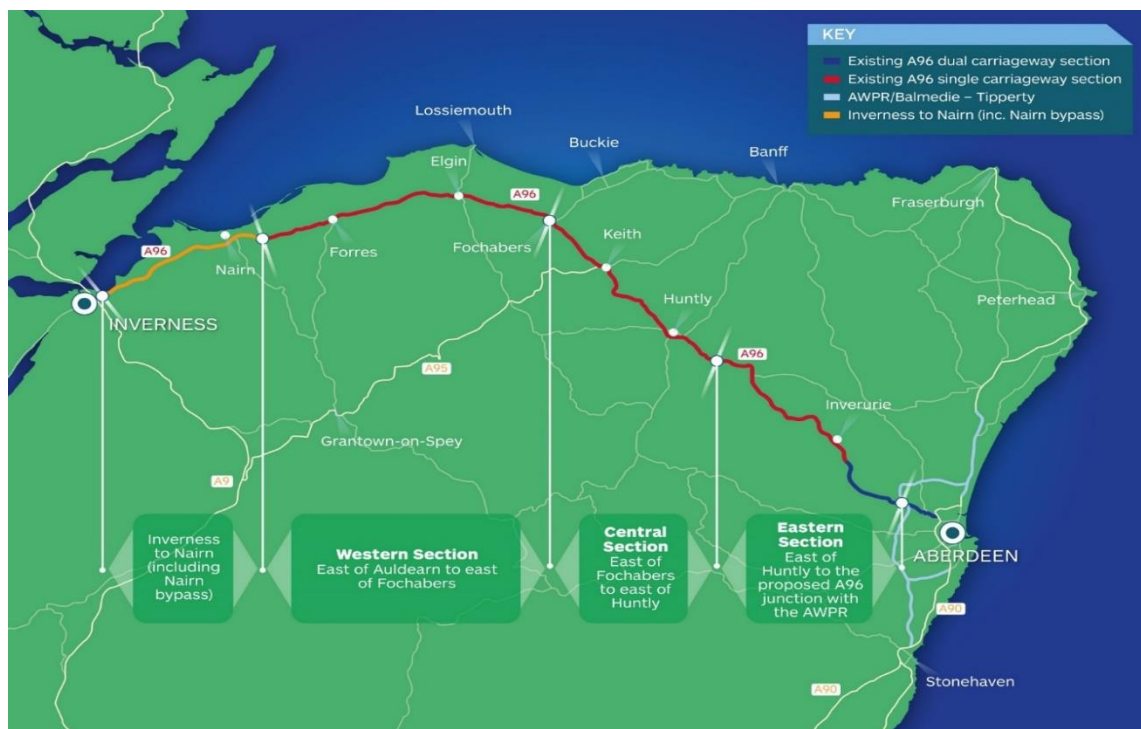 KEY
Existing A96 dual carriageway section
Existing A96 single carriageway section
AWPR/Balmedie – Tipperty
Inverness to Nairn (inc. Nairn bypass)
Lossiemouth
Buckie
Banff
Elgin
A96
Fraserburgh
Fochabers
Keith
A96
Nairn
Forres
Huntly
Peterhead
INVERNESS
A96
A95
Inverurie
Grantown-on-Spey
A9
Inverness
to Nairn
(including
Nairn
bypass)
Western Section
East of Auldearn to east
of Fochabers
Central
Section
East of
Fochabers
to east of
Huntly
Eastern
Section
East of
Huntly to the
proposed A96
junction with
the AWPR
ABERDEEN
A90
A90
Stonehaven